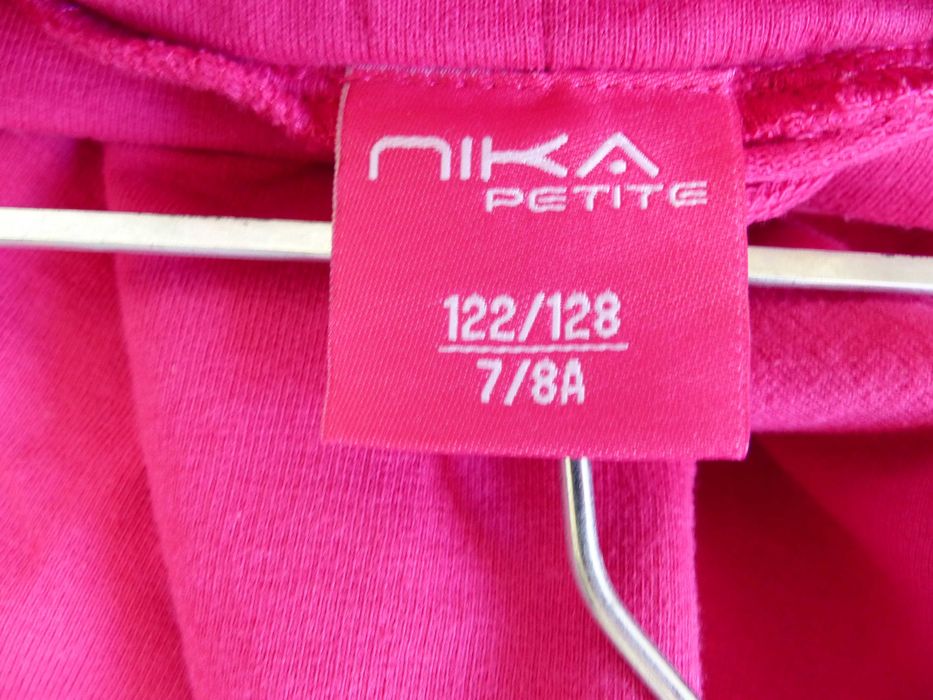 NIKA
PETITE
122/128
7/8A